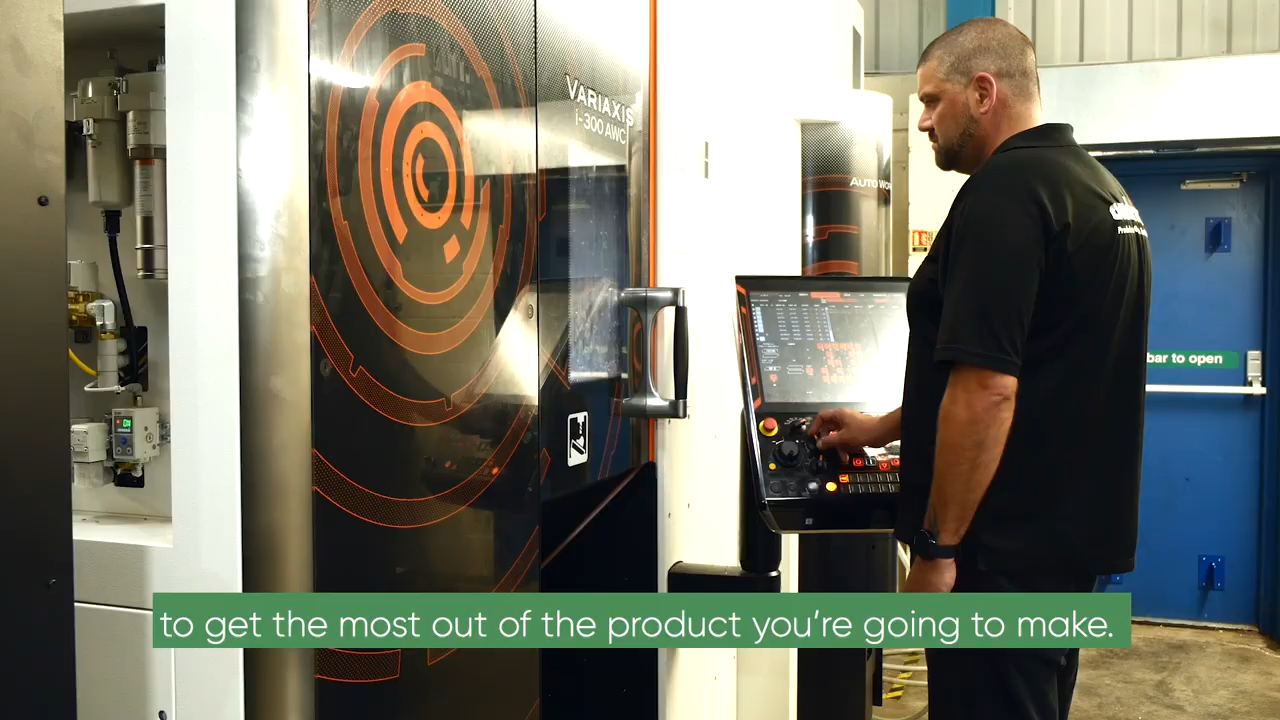 VARIAXIS
i-300 AWC
AUTO WOR
bar to open
to get the most out of the product you're going to make.